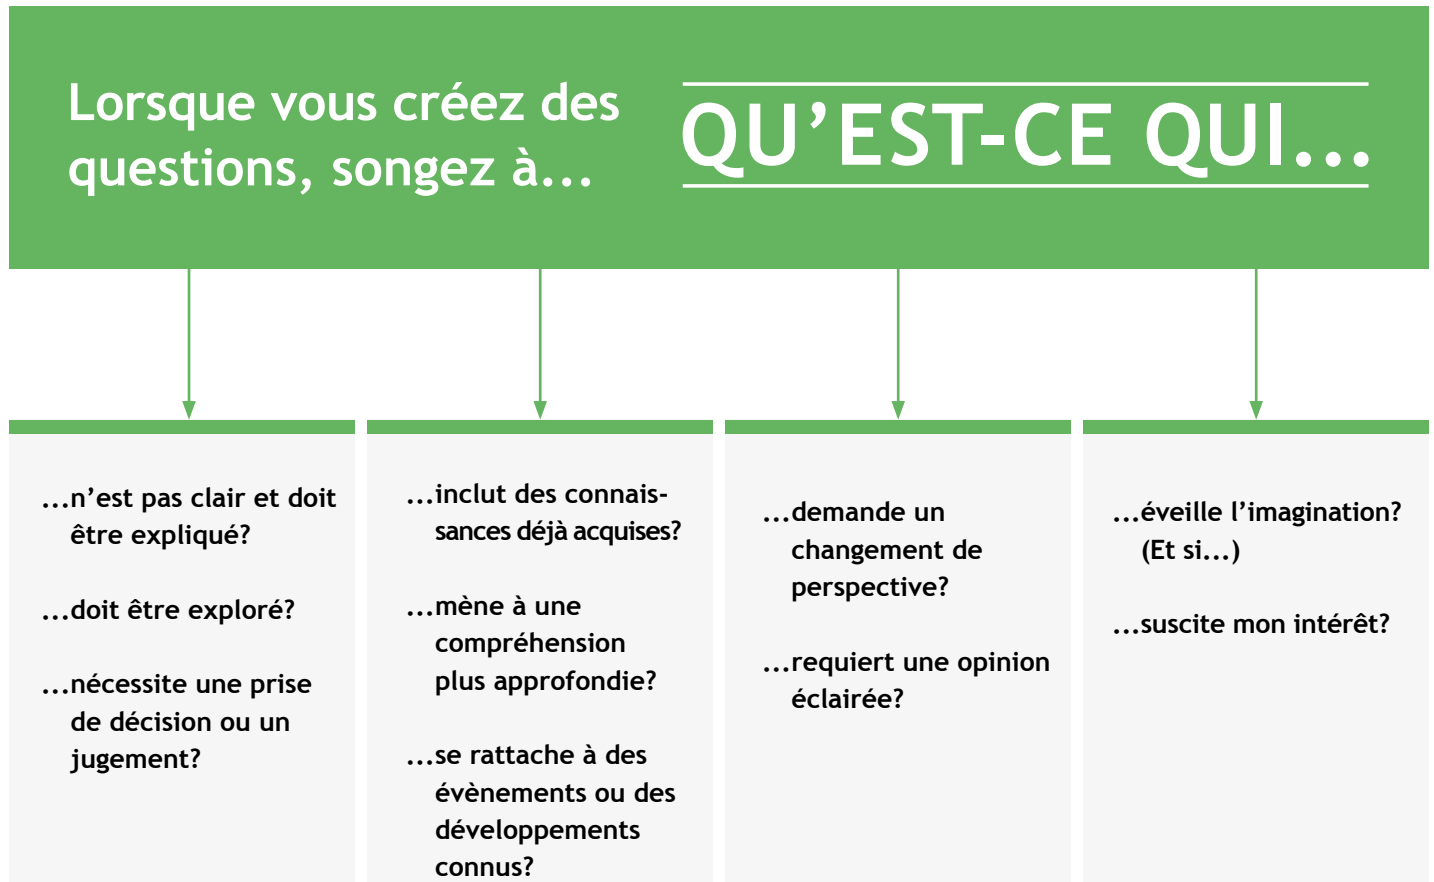 Lorsque vous créez des
questions, songez à...
QU’EST-CE QUI...
...n’est pas clair et doit
être expliqué?
...doit être exploré?
...nécessite une prise
de décision ou un
jugement?
...inclut des connais-
sances déjà acquises?
...mène à une
compréhension
plus approfondie?
...se rattache à des
évènements ou des
développements
connus?
...demande un
changement de
perspective?
...requiert une opinion
éclairée?
...éveille l’imagination?
(Et si...)
...suscite mon intérêt?